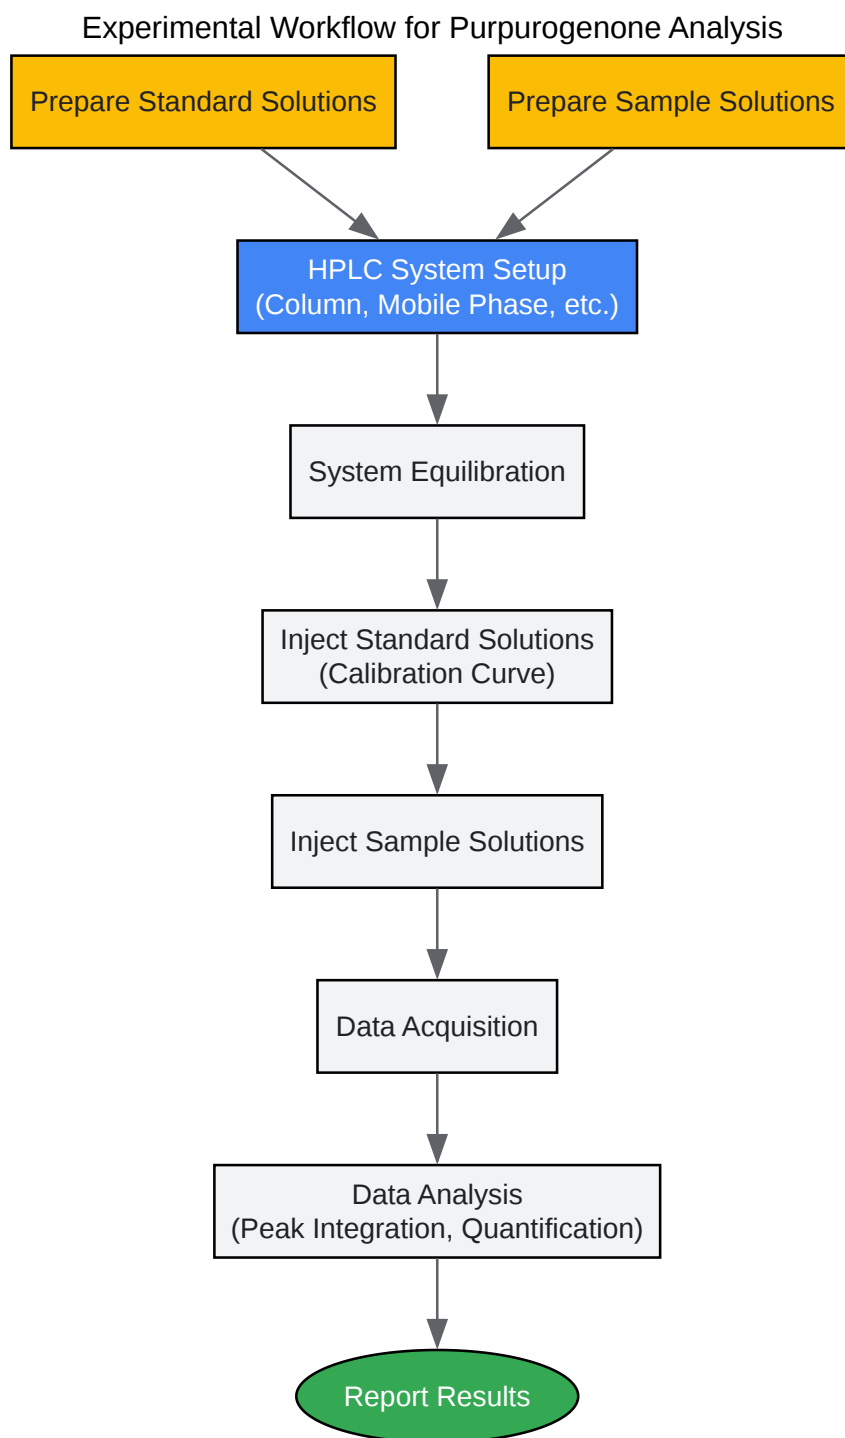 Experimental Workflow for Purpurogenone Analysis
Prepare Standard Solutions
Prepare Sample Solutions
HPLC System Setup
(Column, Mobile Phase, etc.)
System Equilibration
Inject Standard Solutions
(Calibration Curve)
Inject Sample Solutions
Data Acquisition
Data Analysis
(Peak Integration, Quantification)
Report Results